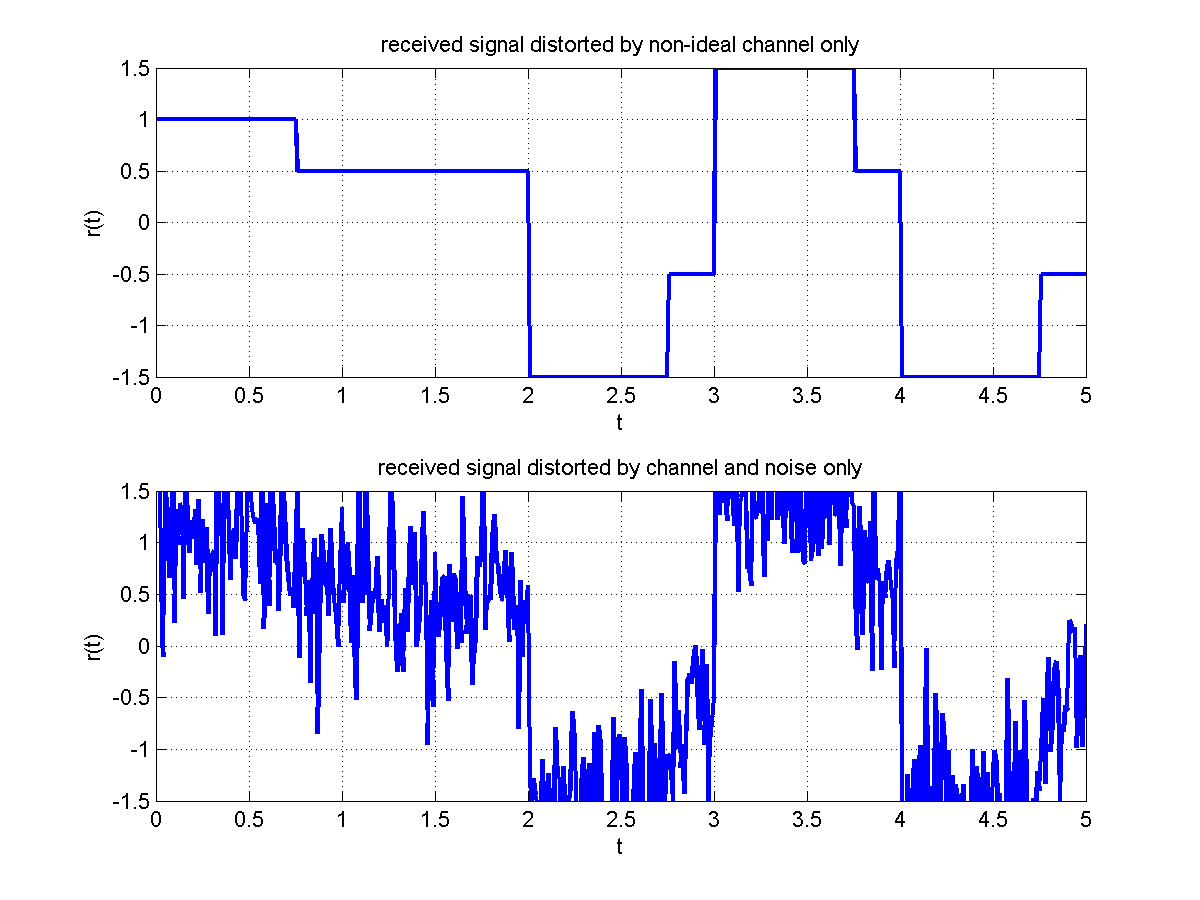 received signal distorted by non-ideal channel only
1.5
1
0.5
0
-0.5
-1
-1.5
r(t)
0 0.5 1 1.5 2 2.5 3 3.5 4 4.5 5
t
received signal distorted by channel and noise only
1.5
1
0.5
0
-0.5
-1
-1.5
r(t)
0 0.5 1 1.5 2 2.5 3 3.5 4 4.5 5
t